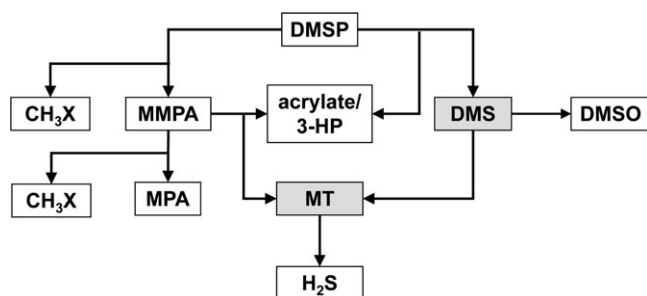 DMSP
CH₃X
MMPA
acrylate/
3-HP
DMS
DMSO
CH₃X
MPA
MT
H₂S